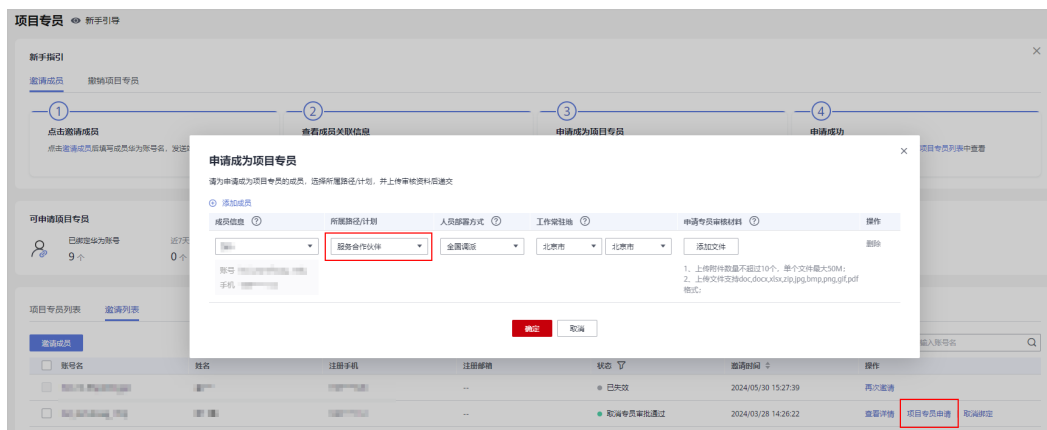 项目专员 新手引导
新手指引
邀请成员 撤销项目专员
1 2 3 4
点击邀请成员 查看成员关联信息 申请成为项目专员 申请成功
点击邀请成员后填写成员华为账号名，发送 项目专员列表中查看
申请成为项目专员
请为申请成为项目专员的成员，选择所属路径/计划，并上传审核资料后递交
添加成员
成员信息 所属路径/计划 人员部署方式 工作常驻地 申请专员审核材料 操作
服务合作伙伴 全国调派 北京市 北京市 添加文件 删除
账号
手机
1、上传附件数量不超过10个，单个文件最大50M；
2、上传文件支持doc,docx,xlsx,zip,jpg,bmp,png,gif,pdf
格式；
确定 取消
可申请项目专员
已绑定华为账号 近7天
9 个 0 个
项目专员列表 邀请列表
邀请成员 输入账号名
账号名 姓名 注册手机 注册邮箱 状态 邀请时间 操作
-- 已失效 2024/05/30 15:27:39 再次邀请
-- 取消专员审批通过 2024/03/28 14:26:22 查看详情 项目专员申请 取消绑定